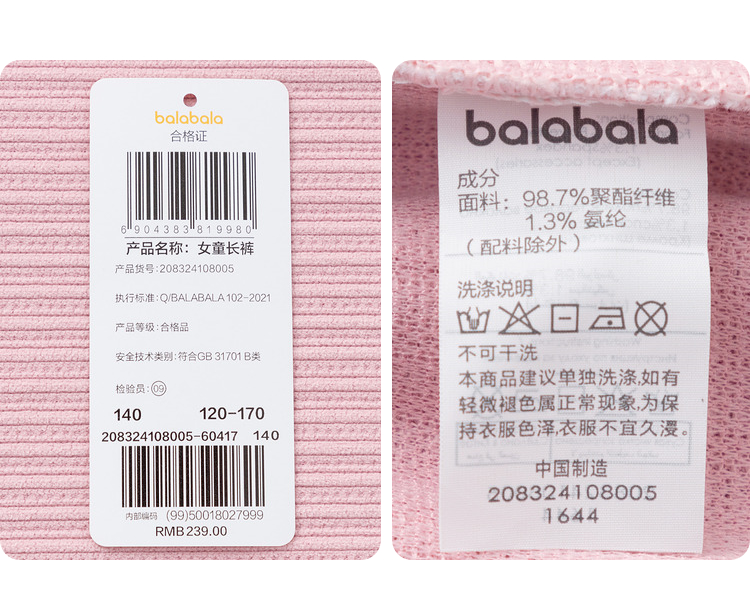 balabala
合格证
6 904383 819980
产品名称：女童长裤
产品货号：208324108005
执行标准：Q/BALABALA 102-2021
产品等级：合格品
安全技术类别：符合GB 31701 B类
检验员：09
140 120-170
208324108005-60417 140
内部编码 (99)50018027999
RMB 239.00
balabala
成分
面料：98.7%聚酯纤维
1.3% 氨纶
（配料除外）
洗涤说明
不可干洗
本商品建议单独洗涤,如有
轻微褪色属正常现象,为保
持衣服色泽,衣服不宜久漫。
中国制造
208324108005
1644